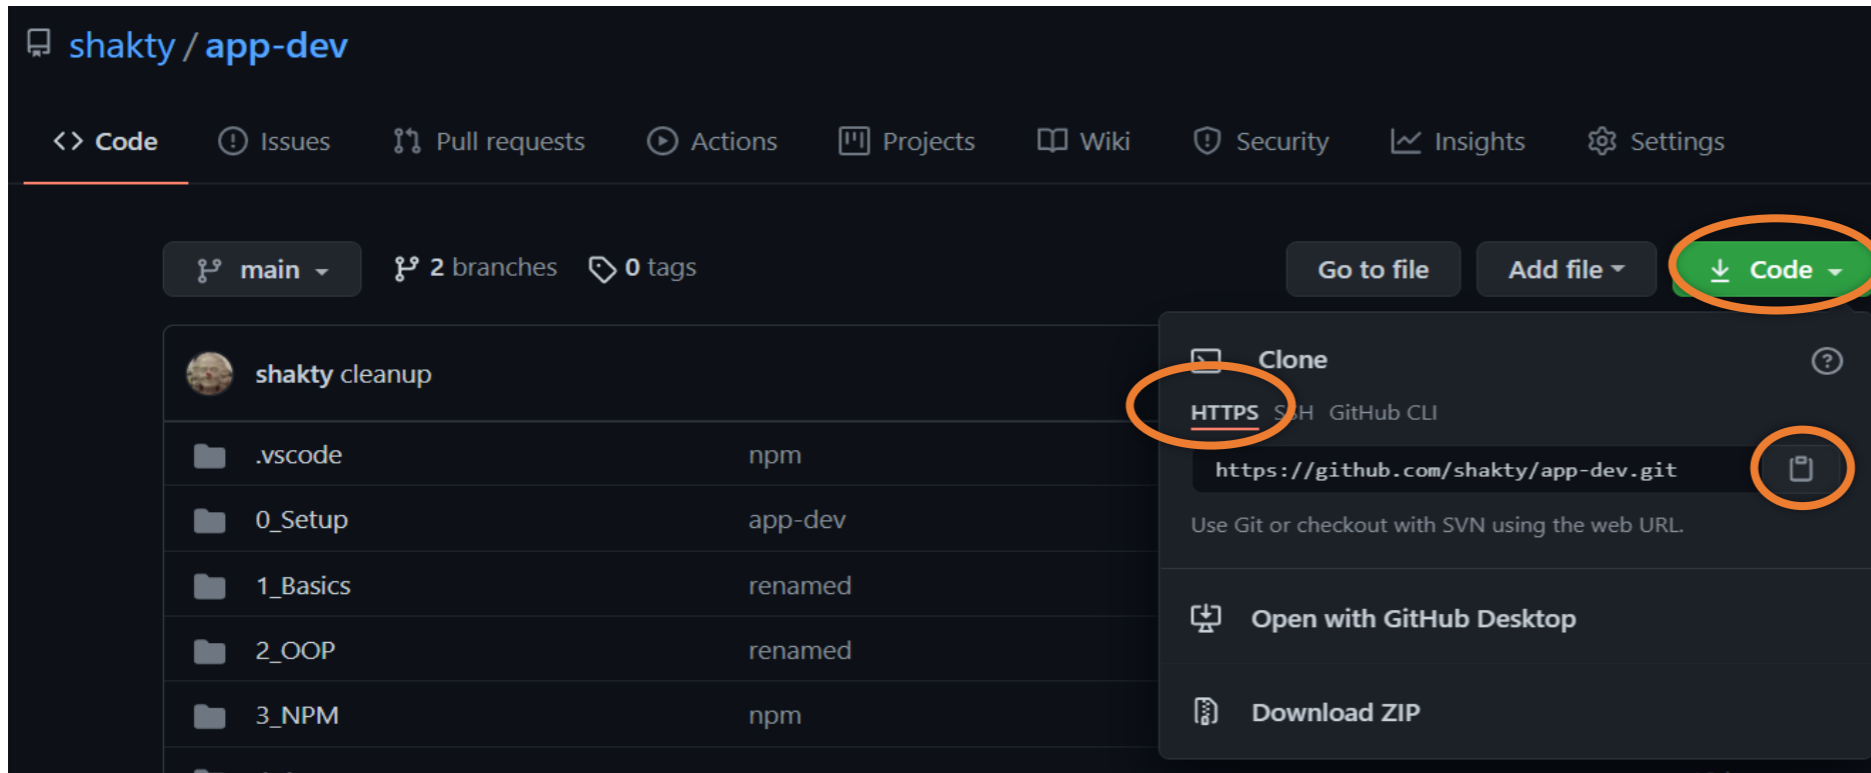 shakty / app-dev
<> Code Issues Pull requests Actions Projects Wiki Security Insights Settings
main 2 branches 0 tags Go to file Add file Code
shakty cleanup
Clone
HTTPS SSH GitHub CLI
.vscode npm
https://github.com/shakty/app-dev.git
0_Setup app-dev
Use Git or checkout with SVN using the web URL.
1_Basics renamed
Open with GitHub Desktop
2_OOP renamed
3_NPM npm
Download ZIP